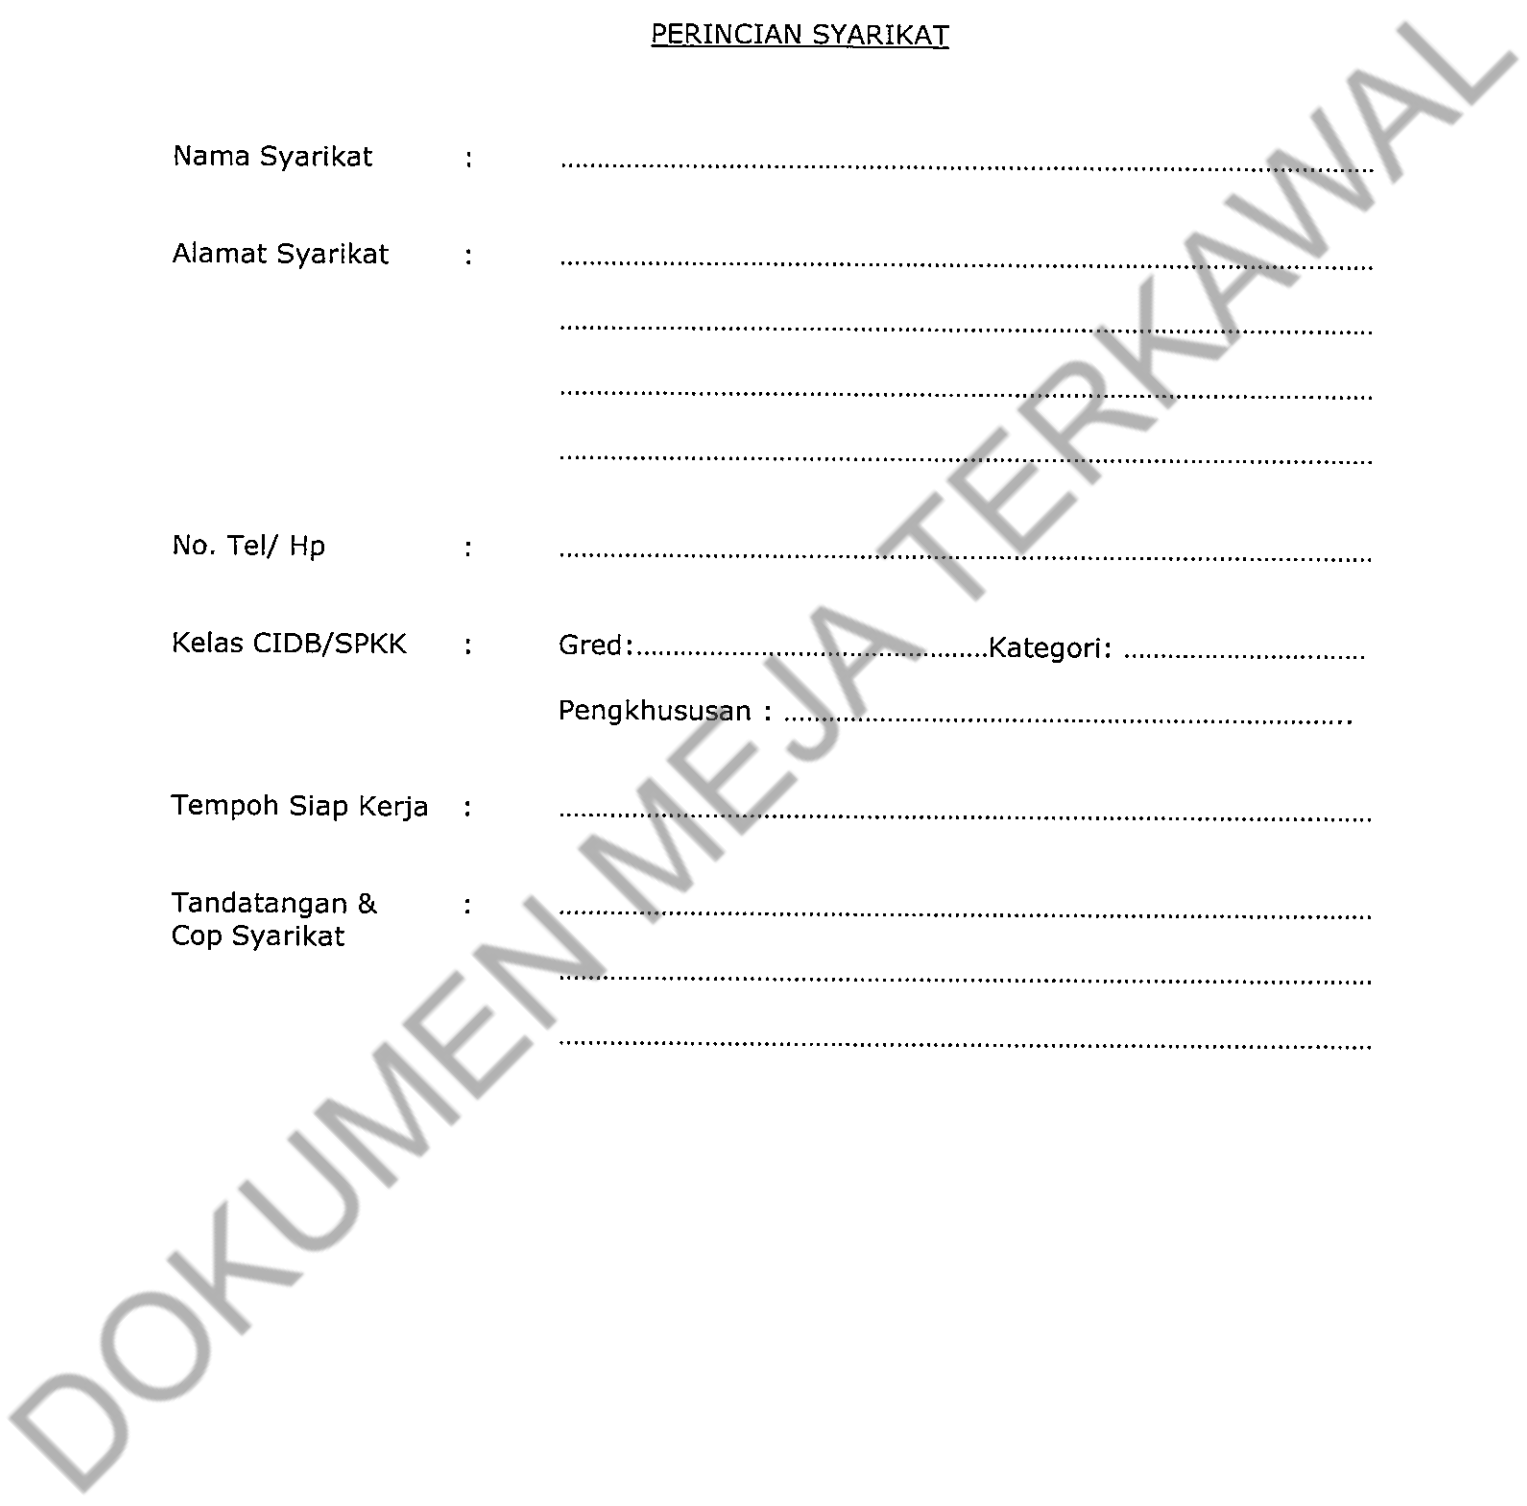 PERINCIAN SYARIKAT
Nama Syarikat : ....................
Alamat Syarikat : ....................
....................
....................
....................
No. Tel/ Hp : ....................
Kelas CIDB/SPKK : Gred:....................Kategori: ....................
Pengkhususan : ....................
Tempoh Siap Kerja : ....................
Tandatangan & : ....................
Cop Syarikat
....................
....................
DOKUMEN MEJA TERKAWAL